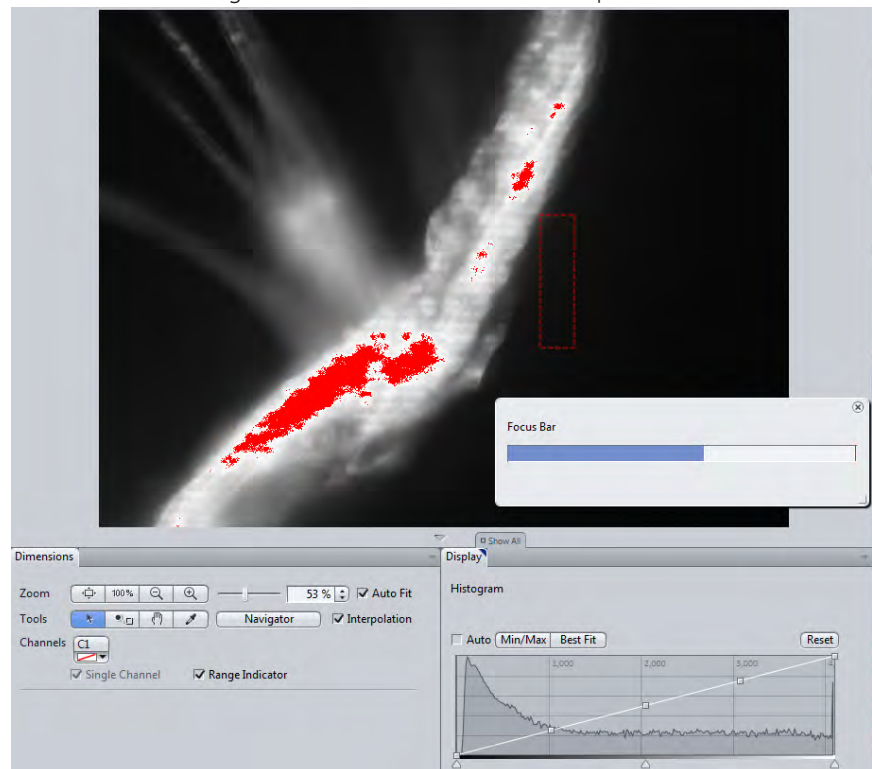 Focus Bar
Show All
Dimensions
Display
Zoom 100% 53 % Auto Fit
Histogram
Tools Navigator Interpolation
Auto Min/Max Best Fit Reset
Channels C1
Single Channel Range Indicator
1,000 2,000 3,000